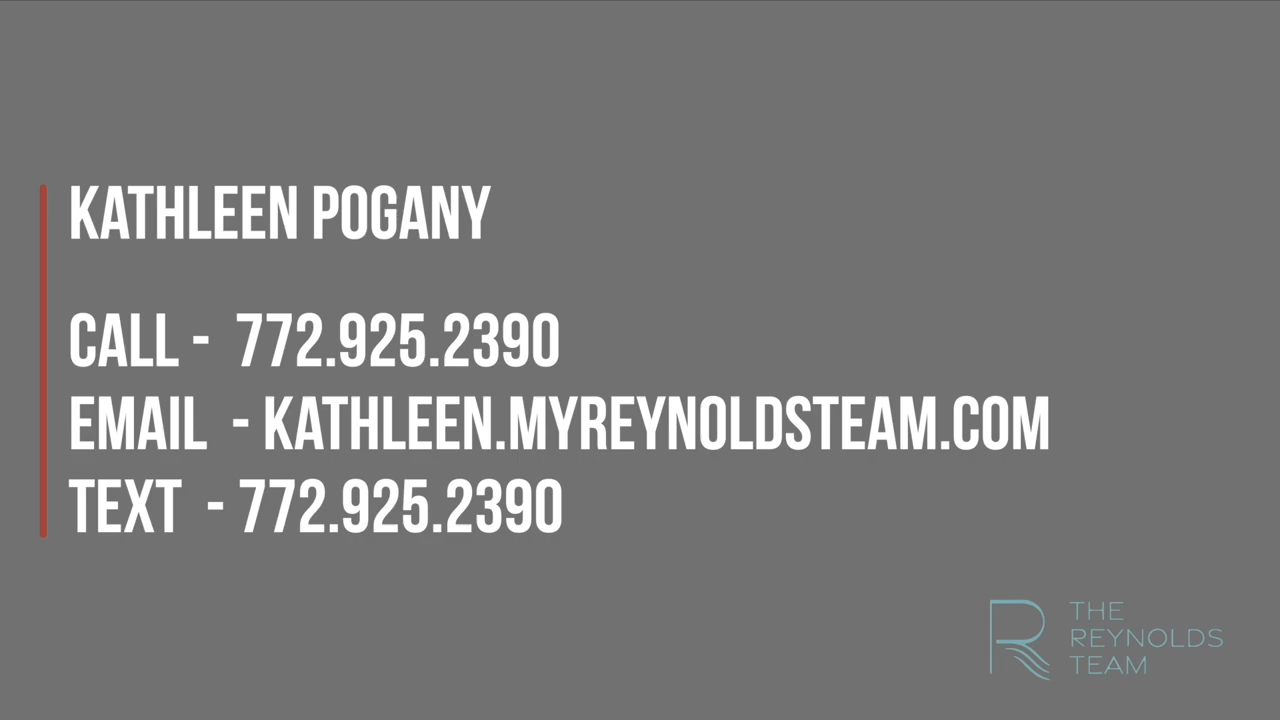 KATHLEEN POGANY
CALL - 772.925.2390
EMAIL - KATHLEEN.MYREYNOLDSTEAM.COM
TEXT - 772.925.2390
R
THE
REYNOLDS
TEAM